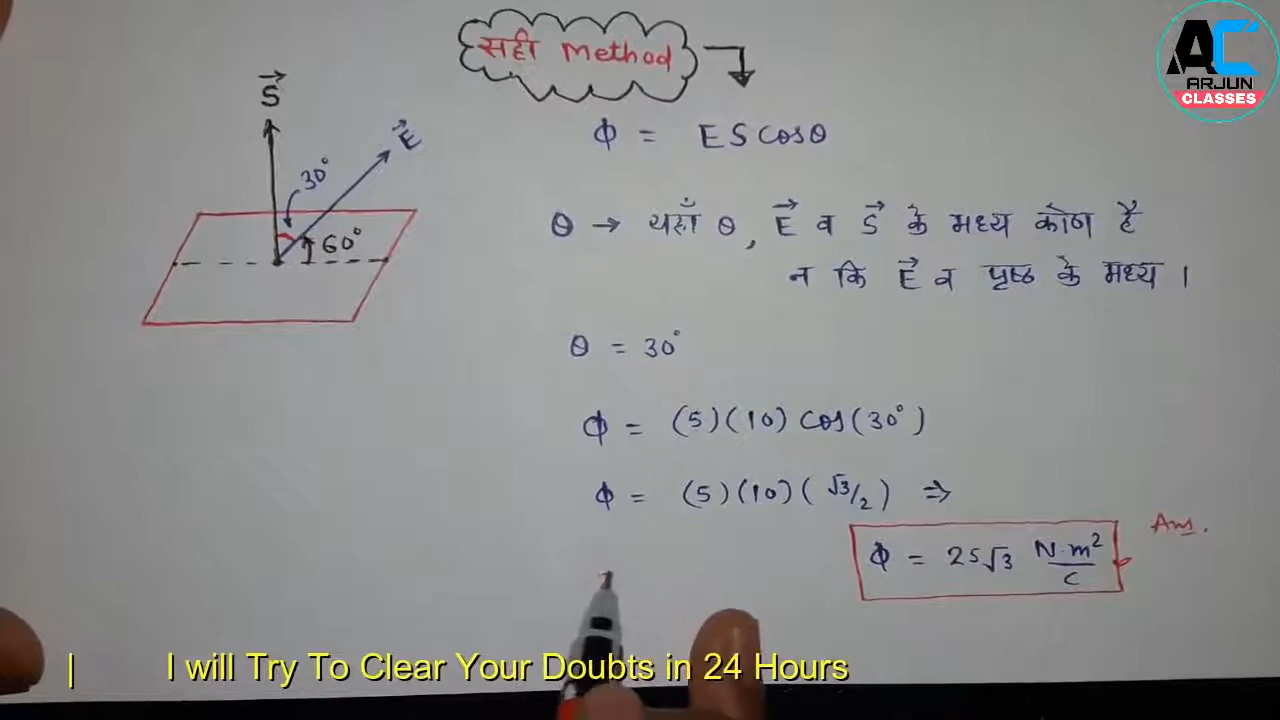 सही Method
AC
ARJUN
CLASSES
S⃗
E⃗
30°
60°
Φ = E S Cosθ
θ → यहाँ θ, E⃗ व S⃗ के मध्य कोण है
न कि E⃗ व पृष्ठ के मध्य ।
θ = 30°
Φ = (5)(10) Cos(30°)
Φ = (5)(10)(√3/2) ⇒
Φ = 25√3 N·m²/C
Ans.
| I will Try To Clear Your Doubts in 24 Hours